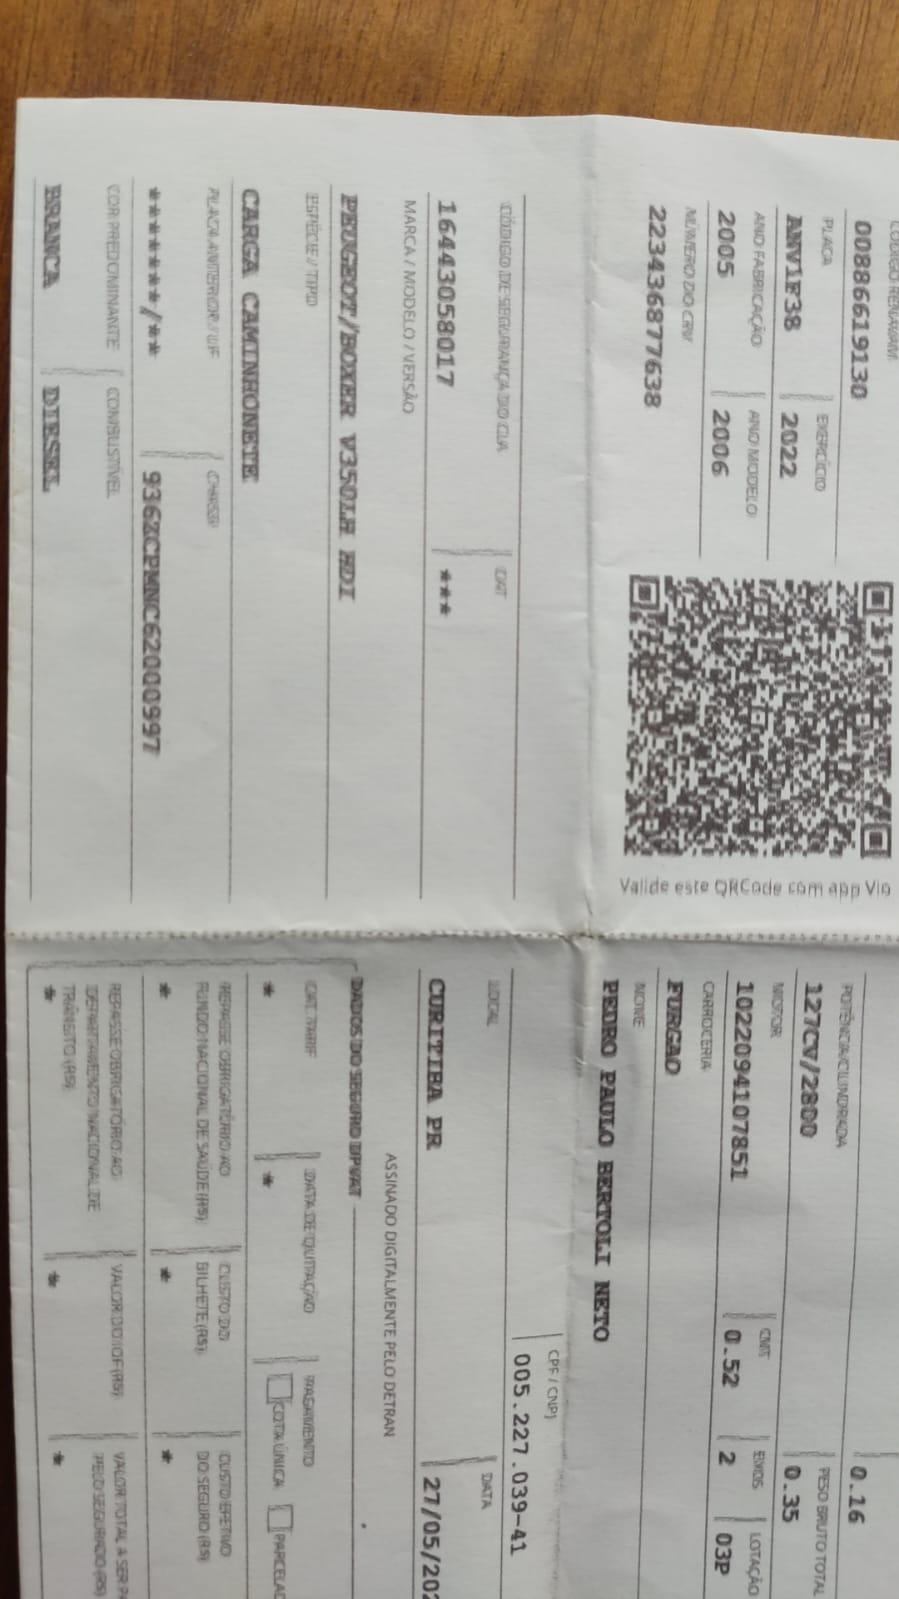 CÓDIGO RENAVAM
00886619130
PLACA EXERCÍCIO
ANV1F38 2022
ANO FABRICAÇÃO ANO MODELO
2005 2006
NÚMERO DO CRV
223436877638
Valide este QRCode com app Vio
CÓDIGO DE SEGURANÇA DO CLA CAT
16443058017 ***
MARCA / MODELO / VERSÃO
PEUGEOT/BOXER V350LH HDI
ESPÉCIE / TIPO
CARGA CAMINHONETE
PLACA ANTERIOR / UF CHASSI
*******/** 936ZCPMNC62000997
COR PREDOMINANTE COMBUSTÍVEL
BRANCA DIESEL
0.16
POTÊNCIA/CILINDRADA PESO BRUTO TOTAL
127CV/2800 0.35
MOTOR CMT EIXOS LOTAÇÃO
1022094107851 0.52 2 03P
CARROCERIA
FURGAO
NOME
PEDRO PAULO BERTOLI NETO
CPF / CNPJ
005.227.039-41
LOCAL DATA
CURITIBA PR 27/05/202
ASSINADO DIGITALMENTE PELO DETRAN
DADOS DO SEGURO DPVAT
CAT. TARIF DATA DE QUITAÇÃO PAGAMENTO
* * COTA ÚNICA PARCELAD
REPASSE OBRIGATÓRIO AO FUNDO NACIONAL DE SAÚDE (R$) CUSTO DO BILHETE (R$) CUSTO EFETIVO DO SEGURO (R$)
* * *
REPASSE OBRIGATÓRIO AO DEPARTAMENTO NACIONAL DE TRÂNSITO (R$) VALOR DO IOF (R$) VALOR TOTAL A SER PELO SEGURADO (R$)
* * *